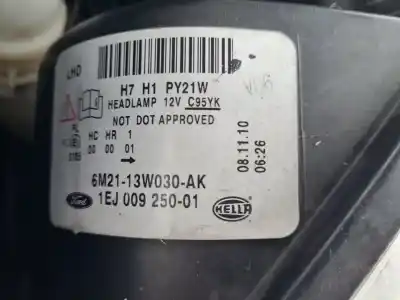 LHD
H7 H1 PY21W
HEADLAMP 12V C95YK
NOT DOT APPROVED
HC HR 1
00 00 01
08.11.10
06:26
6M21-13W030-AK
1EJ 009 250-01
Ford
HELLA